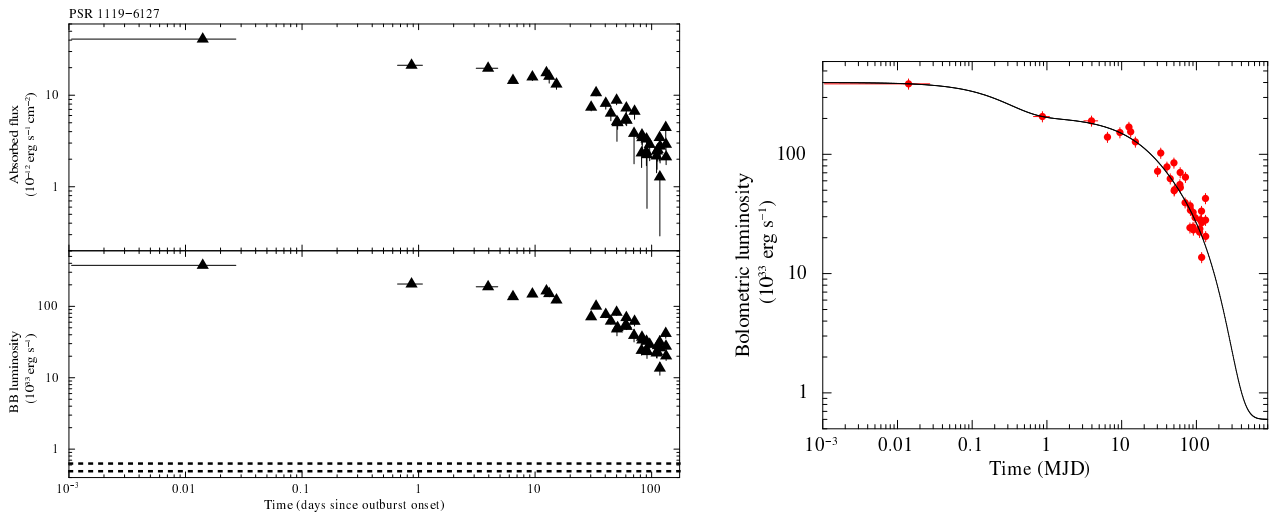 PSR 1119−6127
Absorbed flux
(10⁻¹² erg s⁻¹ cm⁻²)
10
1
BB luminosity
(10³³ erg s⁻¹)
100
10
1
10⁻³ 0.01 0.1 1 10 100
Time (days since outburst onset)
Bolometric luminosity
(10³³ erg s⁻¹)
100
10
1
10⁻³ 0.01 0.1 1 10 100
Time (MJD)